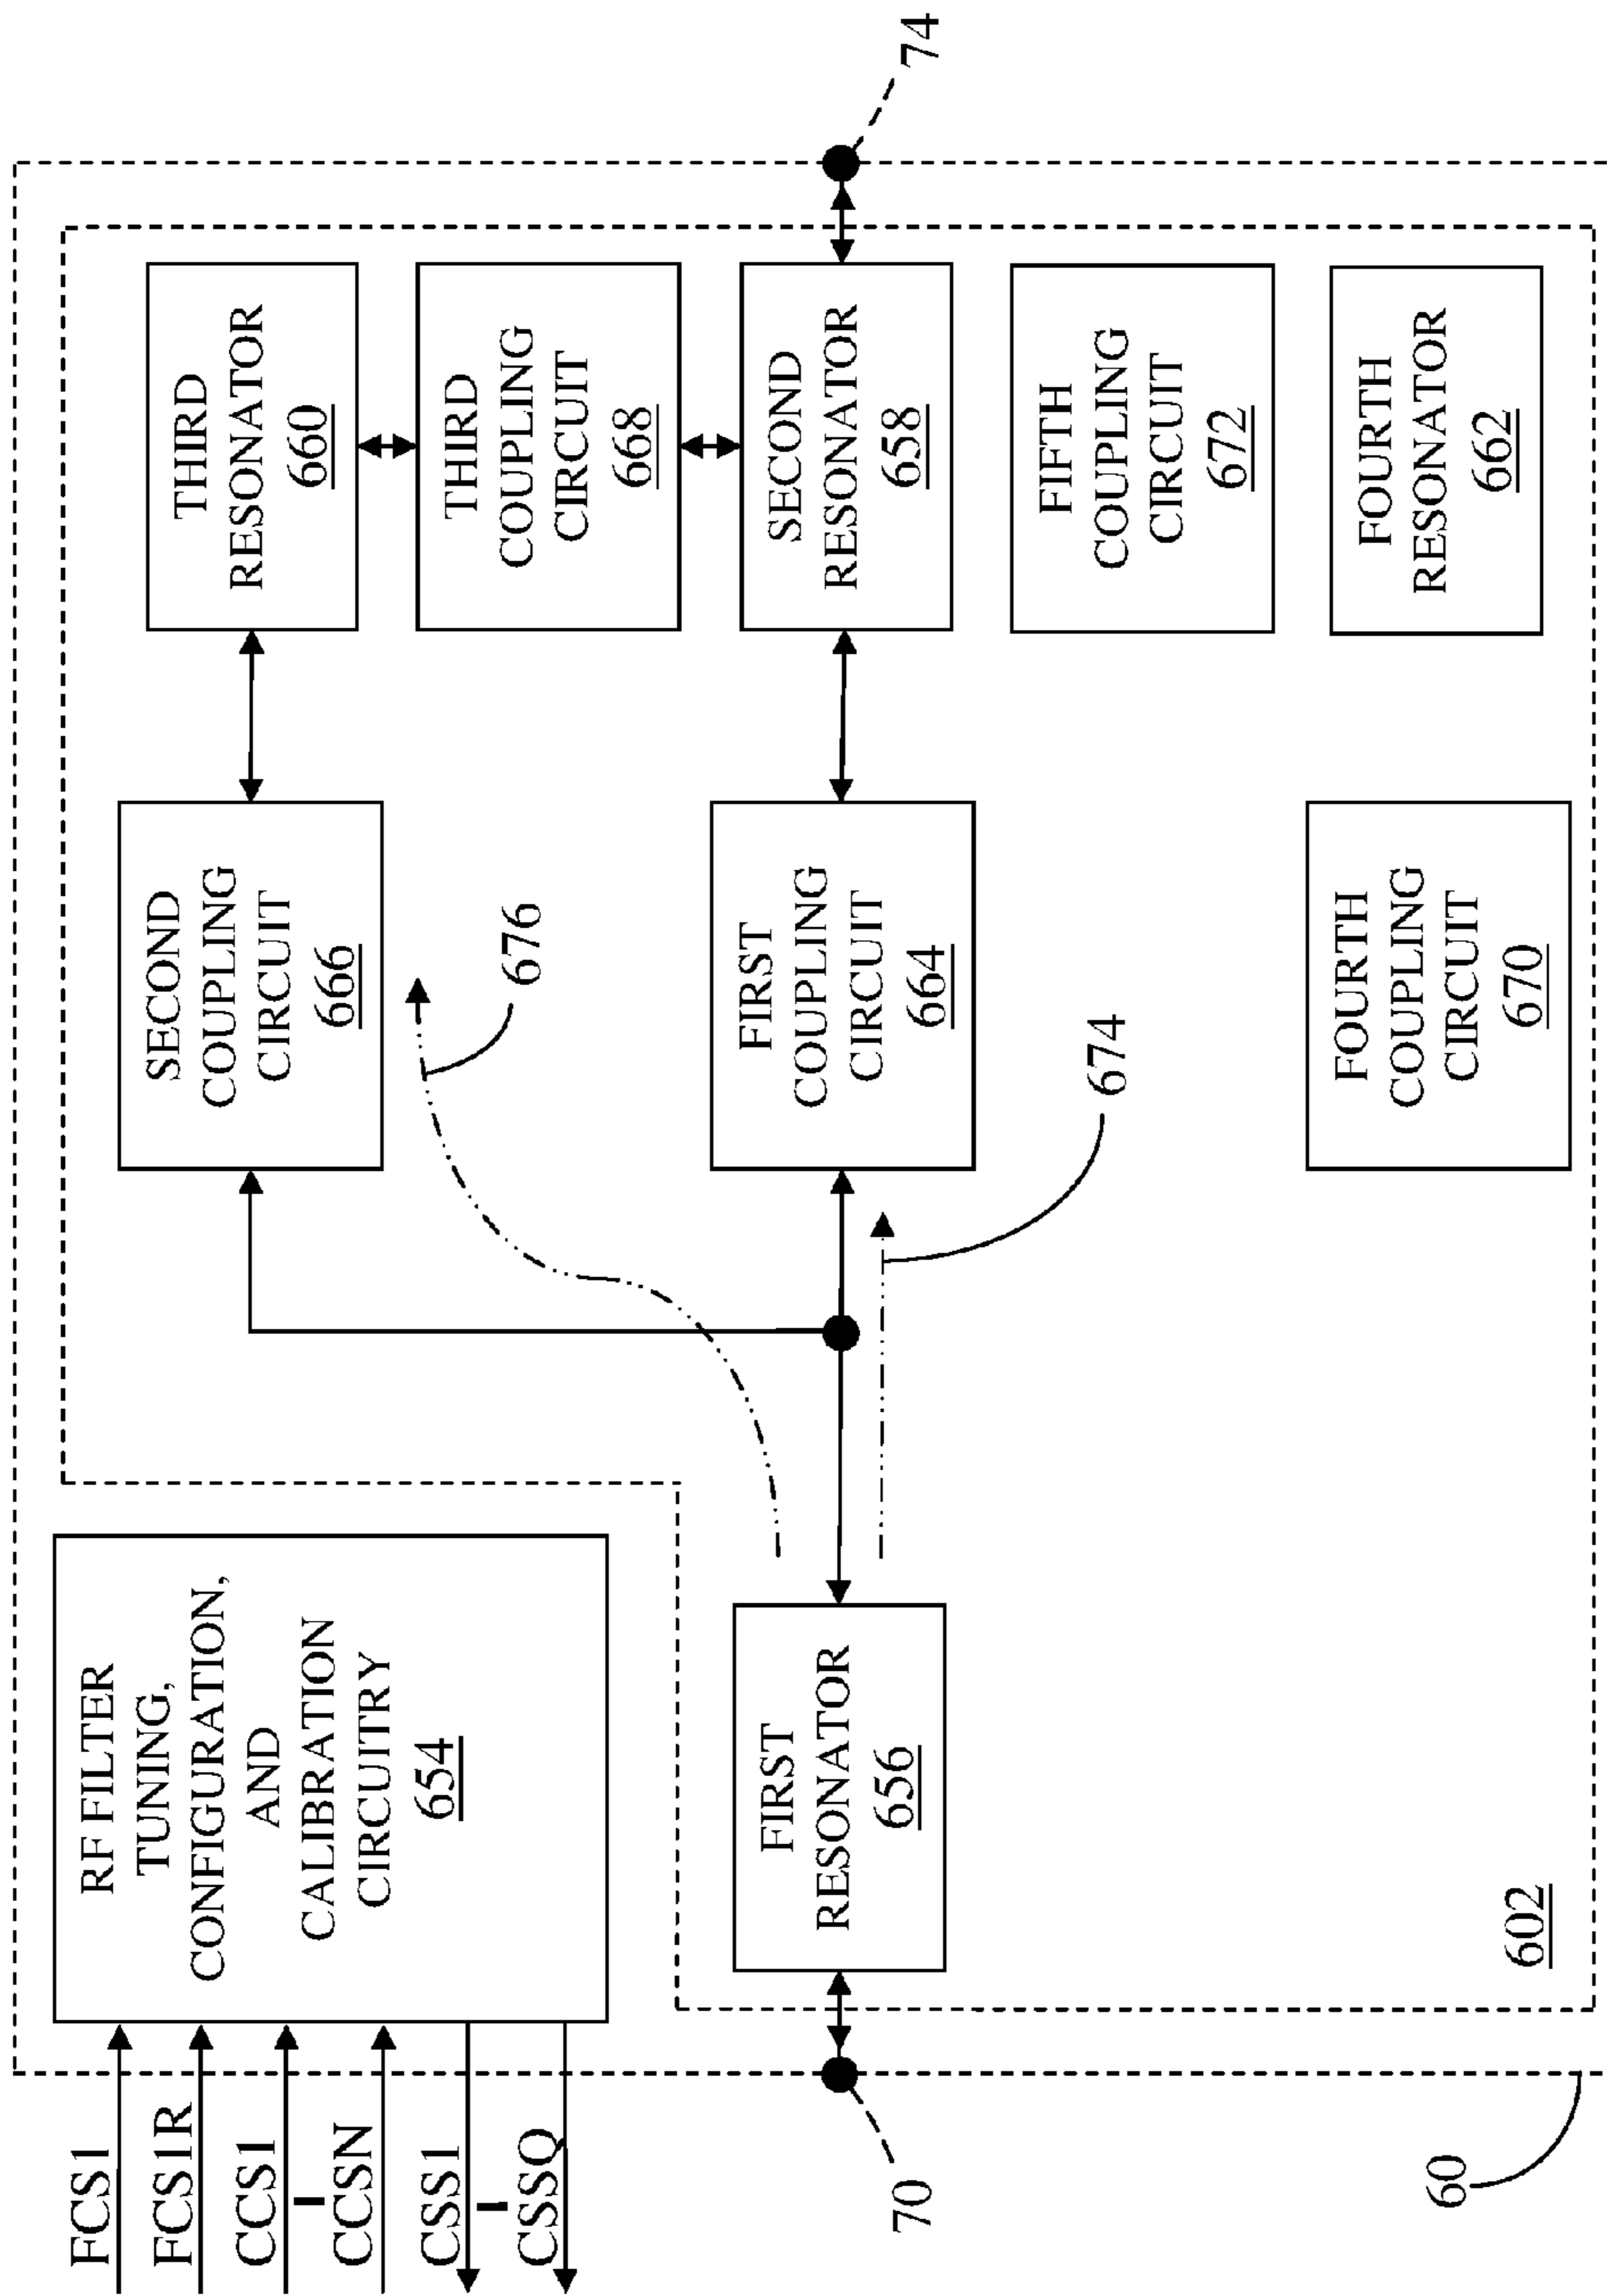 FCS1
FCS1R
CCS1
CCSN
CSS1
CSSQ
RF FILTER
TUNING,
CONFIGURATION,
AND
CALIBRATION
CIRCUITRY
654
SECOND
COUPLING
CIRCUIT
666
THIRD
RESONATOR
660
676
THIRD
COUPLING
CIRCUIT
668
70
FIRST
RESONATOR
656
FIRST
COUPLING
CIRCUIT
664
SECOND
RESONATOR
658
74
674
FIFTH
COUPLING
CIRCUIT
672
FOURTH
COUPLING
CIRCUIT
670
FOURTH
RESONATOR
662
602
60